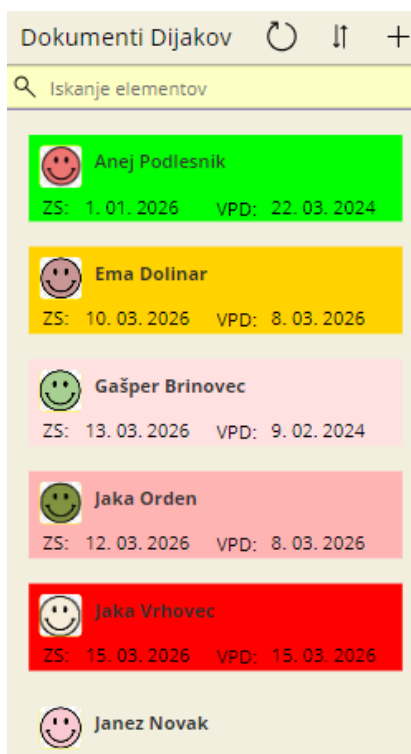 Dokumenti Dijakov
Iskanje elementov
Anej Podlesnik
ZS: 1. 01. 2026 VPD: 22. 03. 2024
Ema Dolinar
ZS: 10. 03. 2026 VPD: 8. 03. 2026
Gašper Brinovec
ZS: 13. 03. 2026 VPD: 9. 02. 2024
Jaka Orden
ZS: 12. 03. 2026 VPD: 8. 03. 2026
Jaka Vrhovec
ZS: 15. 03. 2026 VPD: 15. 03. 2026
Janez Novak